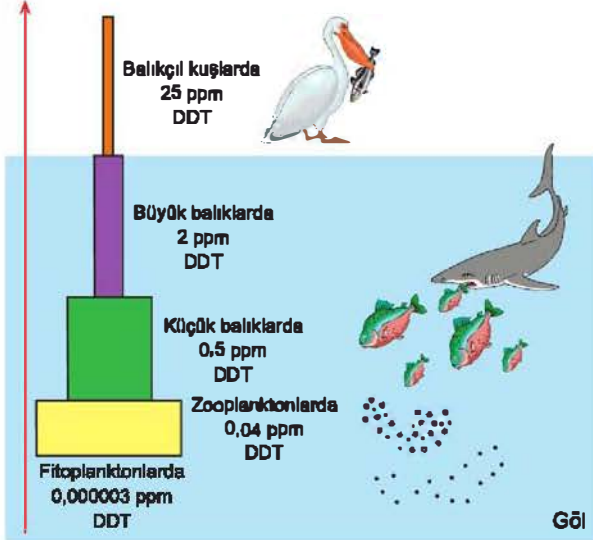 Balıkçıl kuşlarda
25 ppm
DDT
Büyük balıklarda
2 ppm
DDT
Küçük balıklarda
0,5 ppm
DDT
Zooplanktonlarda
0,04 ppm
DDT
Fitoplanktonlarda
0,000003 ppm
DDT
Göl